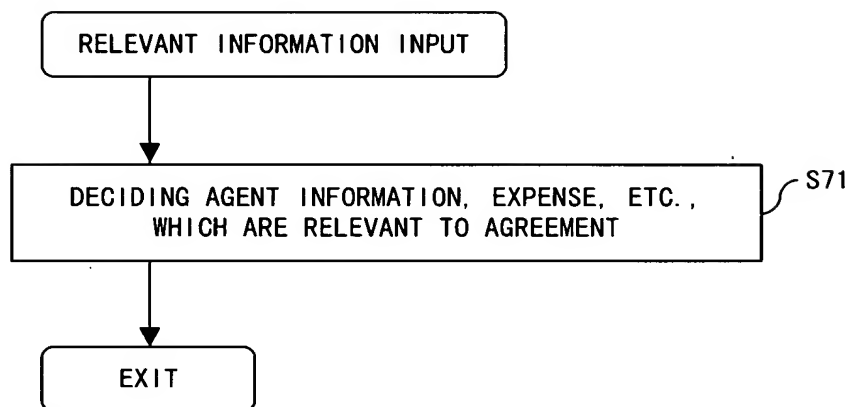 RELEVANT INFORMATION INPUT
DECIDING AGENT INFORMATION, EXPENSE, ETC.,
WHICH ARE RELEVANT TO AGREEMENT
S71
EXIT